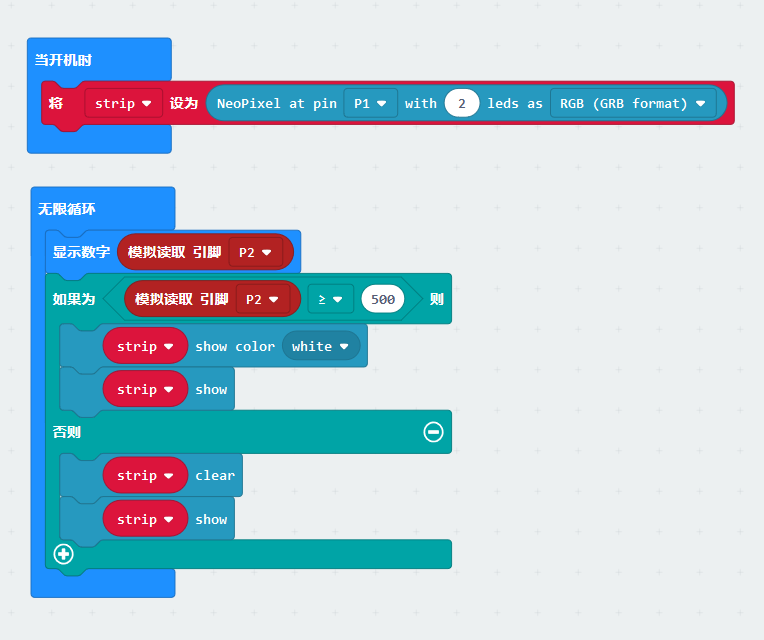 当开机时
将 strip 设为 NeoPixel at pin P1 with 2 leds as RGB (GRB format)
无限循环
显示数字 模拟读取 引脚 P2
如果为 模拟读取 引脚 P2 ≥ 500 则
strip show color white
strip show
否则
strip clear
strip show